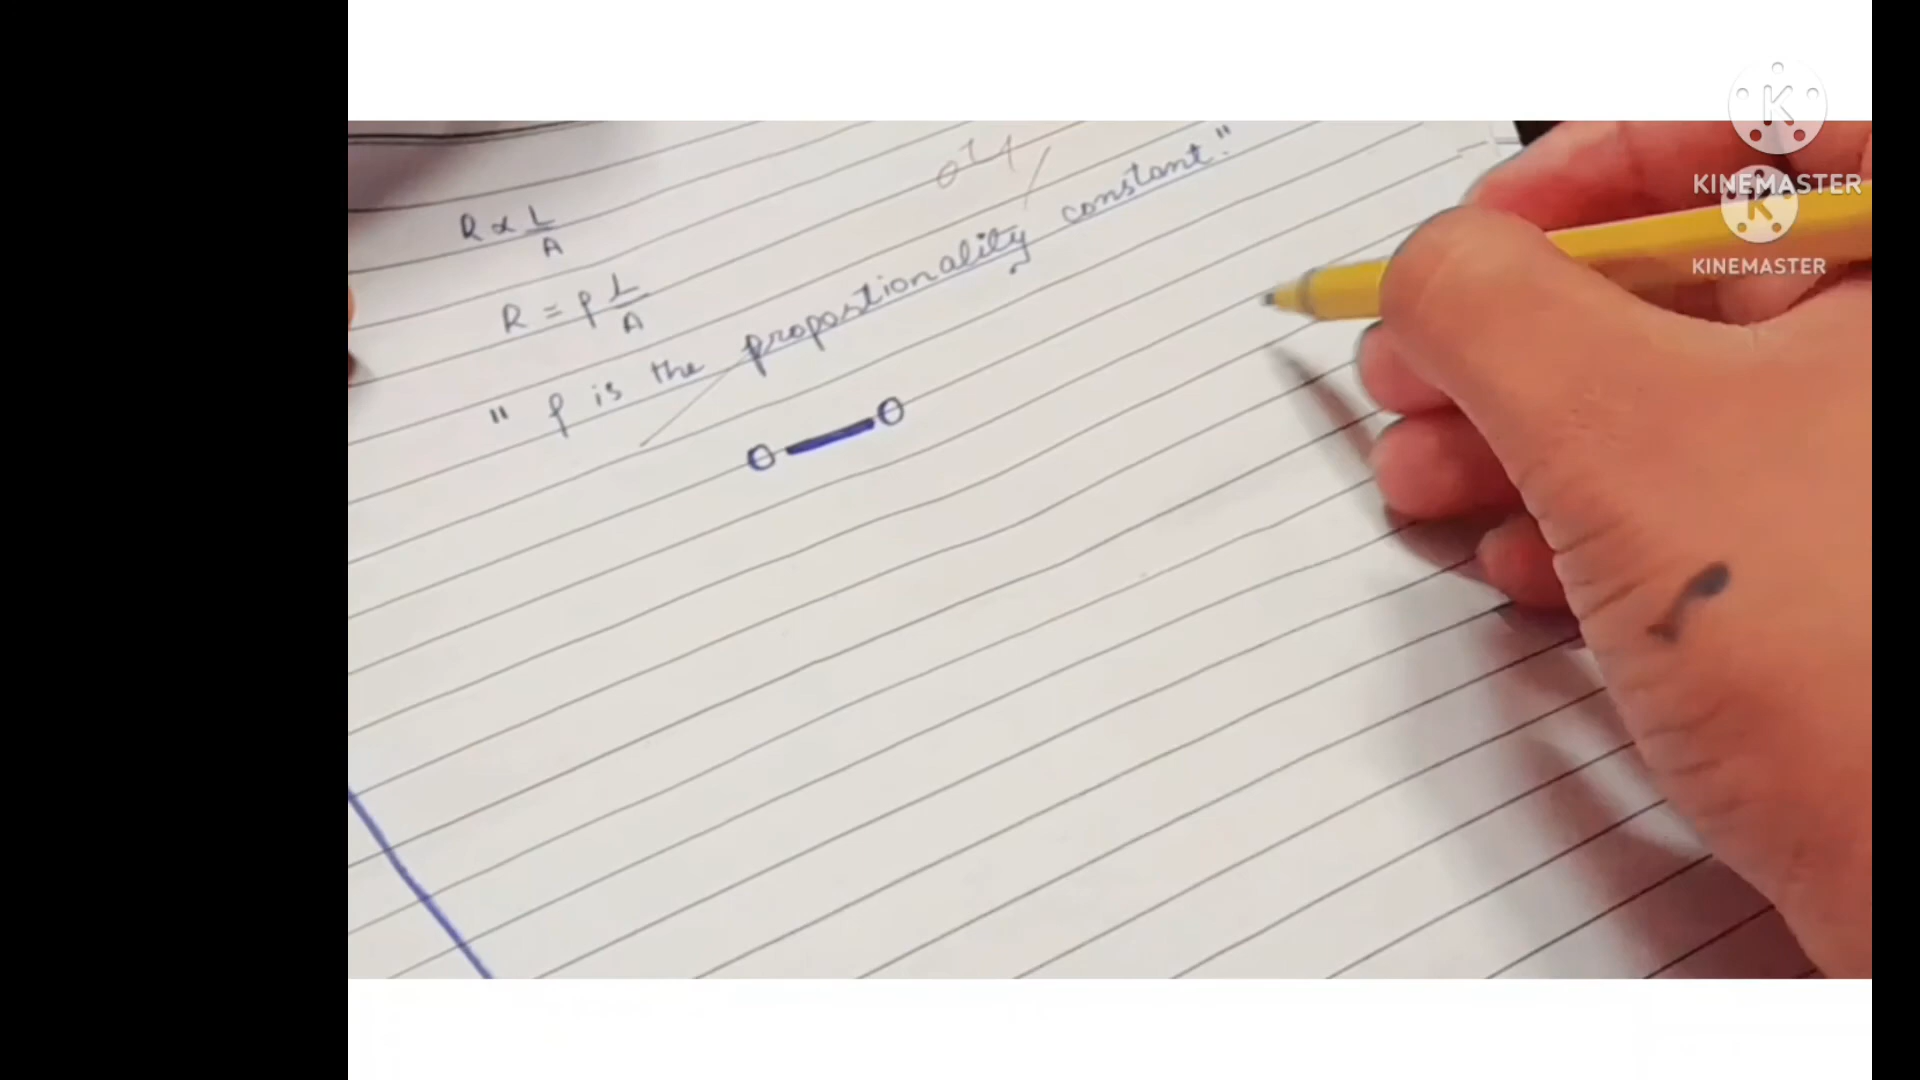 R ∝ L/A
R = ρ L/A
" ρ is the proportionality constant."
KINEMASTER
KINEMASTER